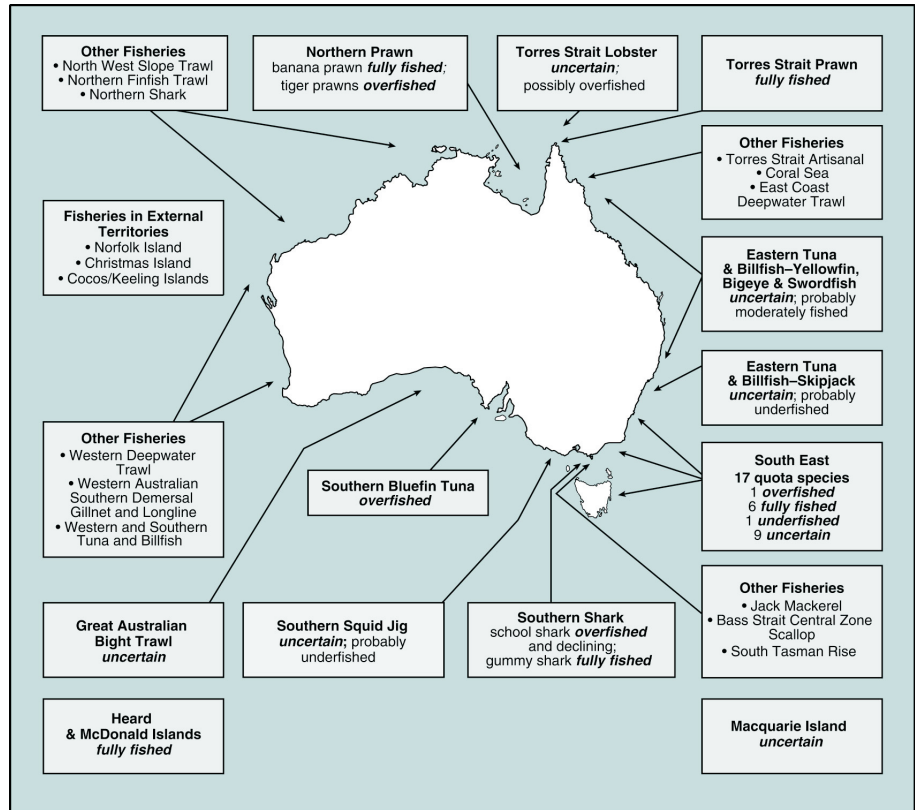 Other Fisheries
• North West Slope Trawl
• Northern Finfish Trawl
• Northern Shark
Northern Prawn
banana prawn fully fished;
tiger prawns overfished
Torres Strait Lobster
uncertain;
possibly overfished
Torres Strait Prawn
fully fished
Other Fisheries
• Torres Strait Artisanal
• Coral Sea
• East Coast
Deepwater Trawl
Fisheries in External
Territories
• Norfolk Island
• Christmas Island
• Cocos/Keeling Islands
Eastern Tuna
& Billfish–Yellowfin,
Bigeye & Swordfish
uncertain; probably
moderately fished
Eastern Tuna
& Billfish–Skipjack
uncertain; probably
underfished
Other Fisheries
• Western Deepwater
Trawl
• Western Australian
Southern Demersal
Gillnet and Longline
• Western and Southern
Tuna and Billfish
Southern Bluefin Tuna
overfished
South East
17 quota species
1 overfished
6 fully fished
1 underfished
9 uncertain
Great Australian
Bight Trawl
uncertain
Southern Squid Jig
uncertain; probably
underfished
Southern Shark
school shark overfished
and declining;
gummy shark fully fished
Other Fisheries
• Jack Mackerel
• Bass Strait Central Zone
Scallop
• South Tasman Rise
Heard
& McDonald Islands
fully fished
Macquarie Island
uncertain